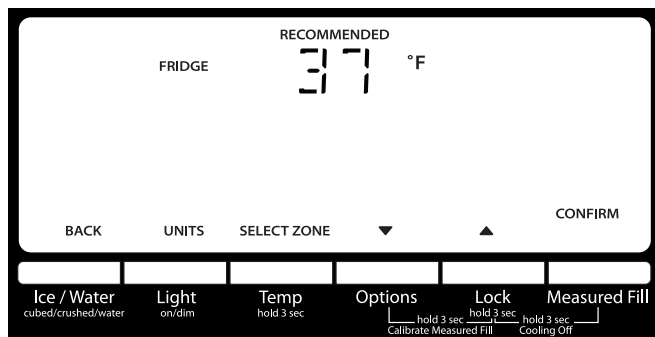 RECOMMENDED
FRIDGE 37 °F
CONFIRM
BACK UNITS SELECT ZONE ▼ ▲
Ice / Water Light Temp Options Lock Measured Fill
cubed/crushed/water on/dim hold 3 sec hold 3 sec
hold 3 sec hold 3 sec
Calibrate Measured Fill Cooling Off